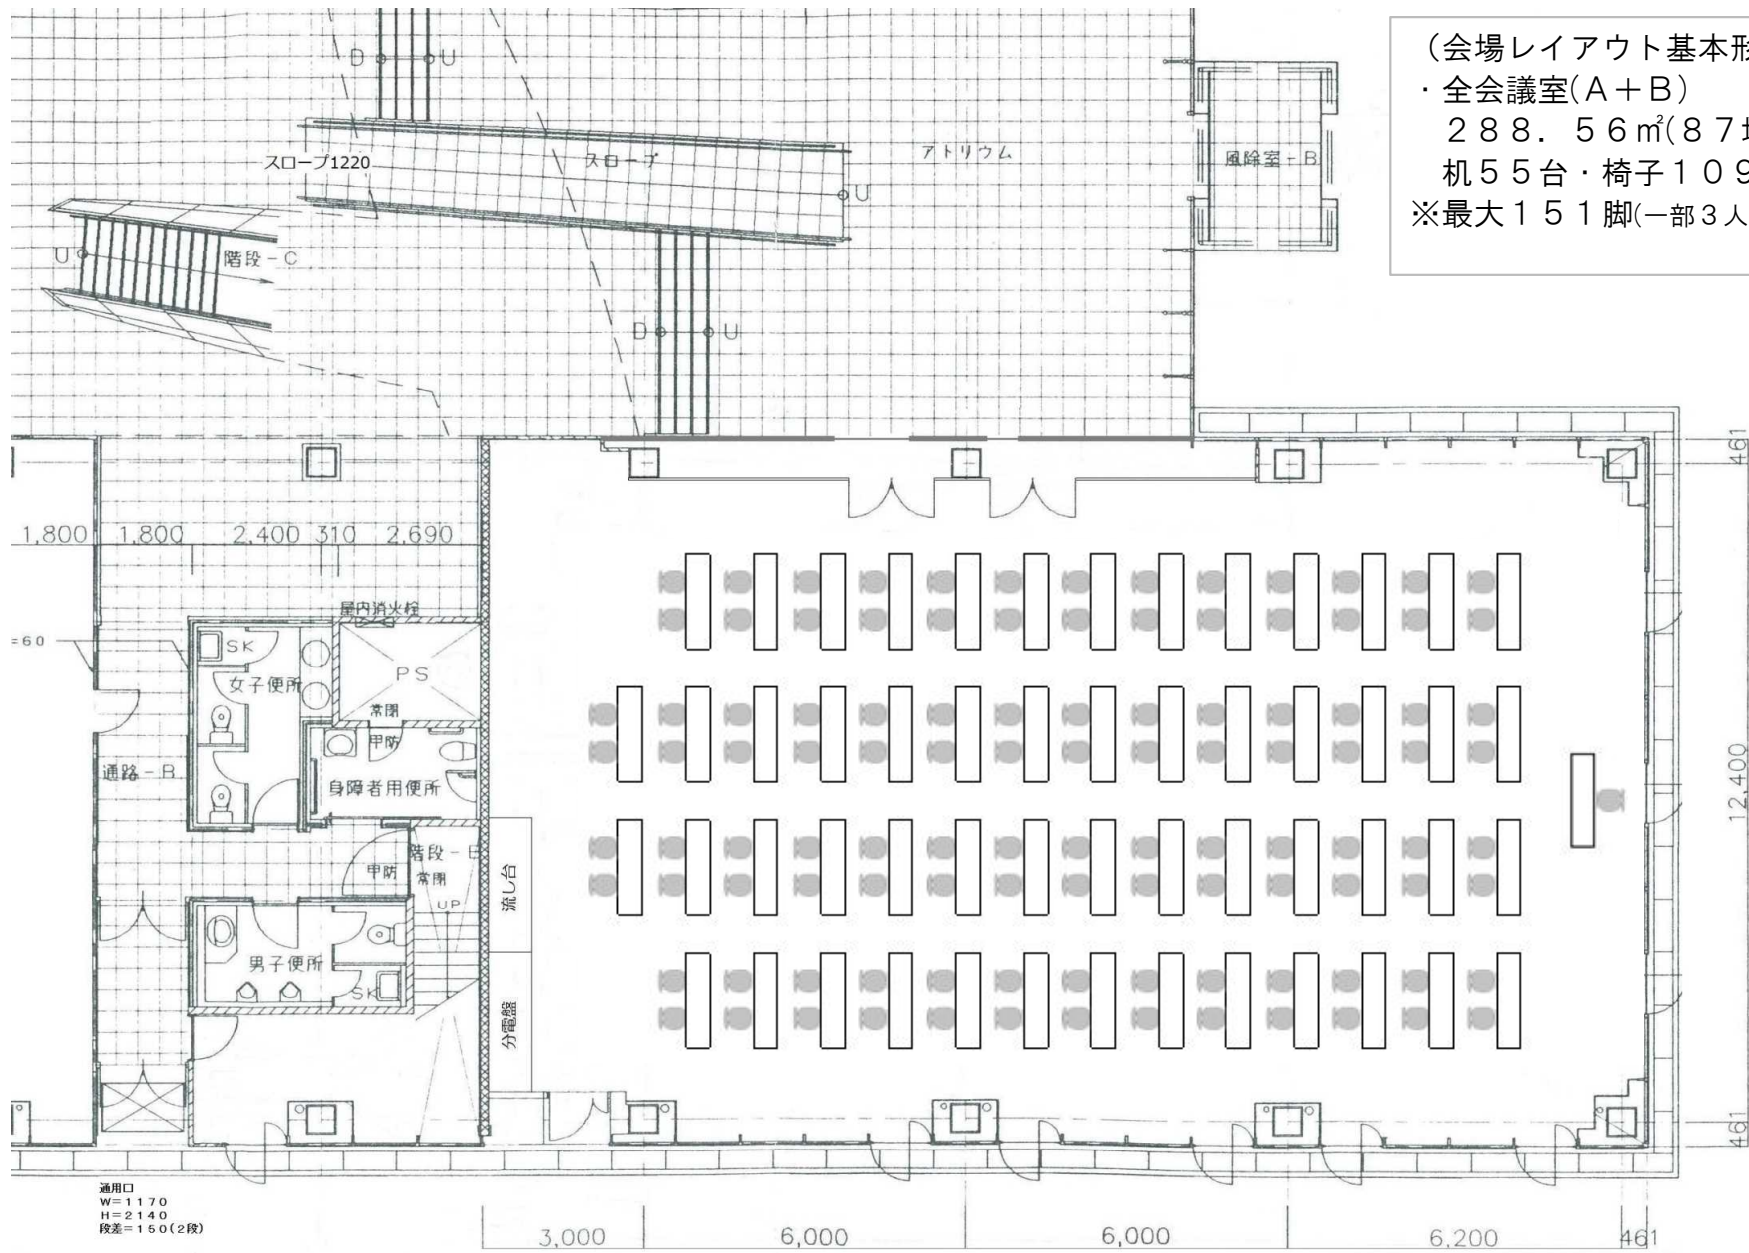 （会場レイアウト基本形
・全会議室(Ａ＋Ｂ)
２８８．５６㎡(８７
机５５台・椅子１０９
※最大１５１脚(一部３人
D U
スロープ1220
スロープ
アトリウム
風除室－B
U
U
階段－C
D U
461
1,800 1,800 2,400 310 2,690
屋内消火栓
=60
SK
PS
女子便所
常閉
甲防
通路－B
身障者用便所
12,400
階段－B
甲防
常閉
流し台
UP
男子便所
SK
分電盤
461
通用口
W=1170
H=2140
段差=150(2段)
3,000 6,000 6,000 6,200 461